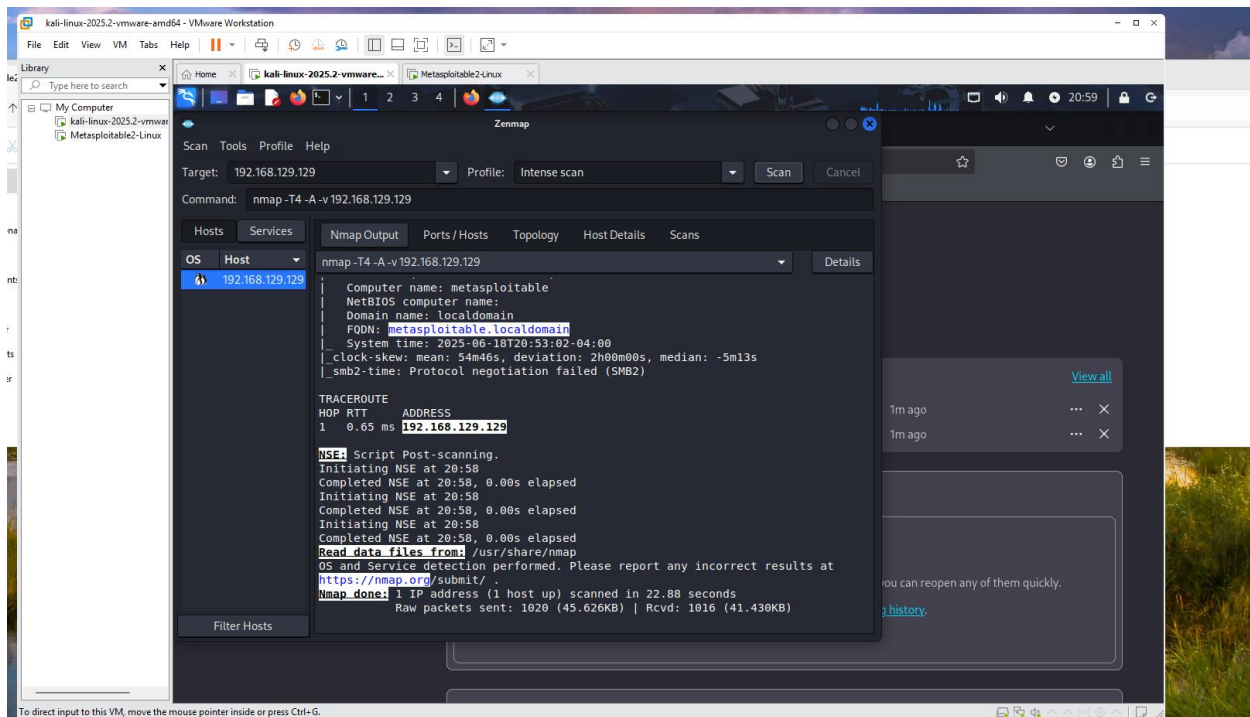 kali-linux-2025.2-vmware-amd64 - VMware Workstation
File Edit View VM Tabs Help
Library
Type here to search
My Computer
kali-linux-2025.2-vmwar
Metasploitable2-Linux
Home
kali-linux-2025.2-vmware...
Metasploitable2-Linux
1 2 3 4
20:59
Zenmap
Scan Tools Profile Help
Target: 192.168.129.129 Profile: Intense scan Scan Cancel
Command: nmap -T4 -A -v 192.168.129.129
Hosts Services
Nmap Output Ports / Hosts Topology Host Details Scans
OS Host
192.168.129.129
nmap -T4 -A -v 192.168.129.129 Details
| Computer name: metasploitable
| NetBIOS computer name:
| Domain name: localdomain
| FQDN: metasploitable.localdomain
|_ System time: 2025-06-18T20:53:02-04:00
|_clock-skew: mean: 54m46s, deviation: 2h00m00s, median: -5m13s
|_smb2-time: Protocol negotiation failed (SMB2)
TRACEROUTE
HOP RTT ADDRESS
1 0.65 ms 192.168.129.129
NSE: Script Post-scanning.
Initiating NSE at 20:58
Completed NSE at 20:58, 0.00s elapsed
Initiating NSE at 20:58
Completed NSE at 20:58, 0.00s elapsed
Initiating NSE at 20:58
Completed NSE at 20:58, 0.00s elapsed
Read data files from: /usr/share/nmap
OS and Service detection performed. Please report any incorrect results at
https://nmap.org/submit/ .
Nmap done: 1 IP address (1 host up) scanned in 22.88 seconds
Raw packets sent: 1020 (45.626KB) | Rcvd: 1016 (41.430KB)
Filter Hosts
View all
1m ago
1m ago
you can reopen any of them quickly.
g history.
To direct input to this VM, move the mouse pointer inside or press Ctrl+G.